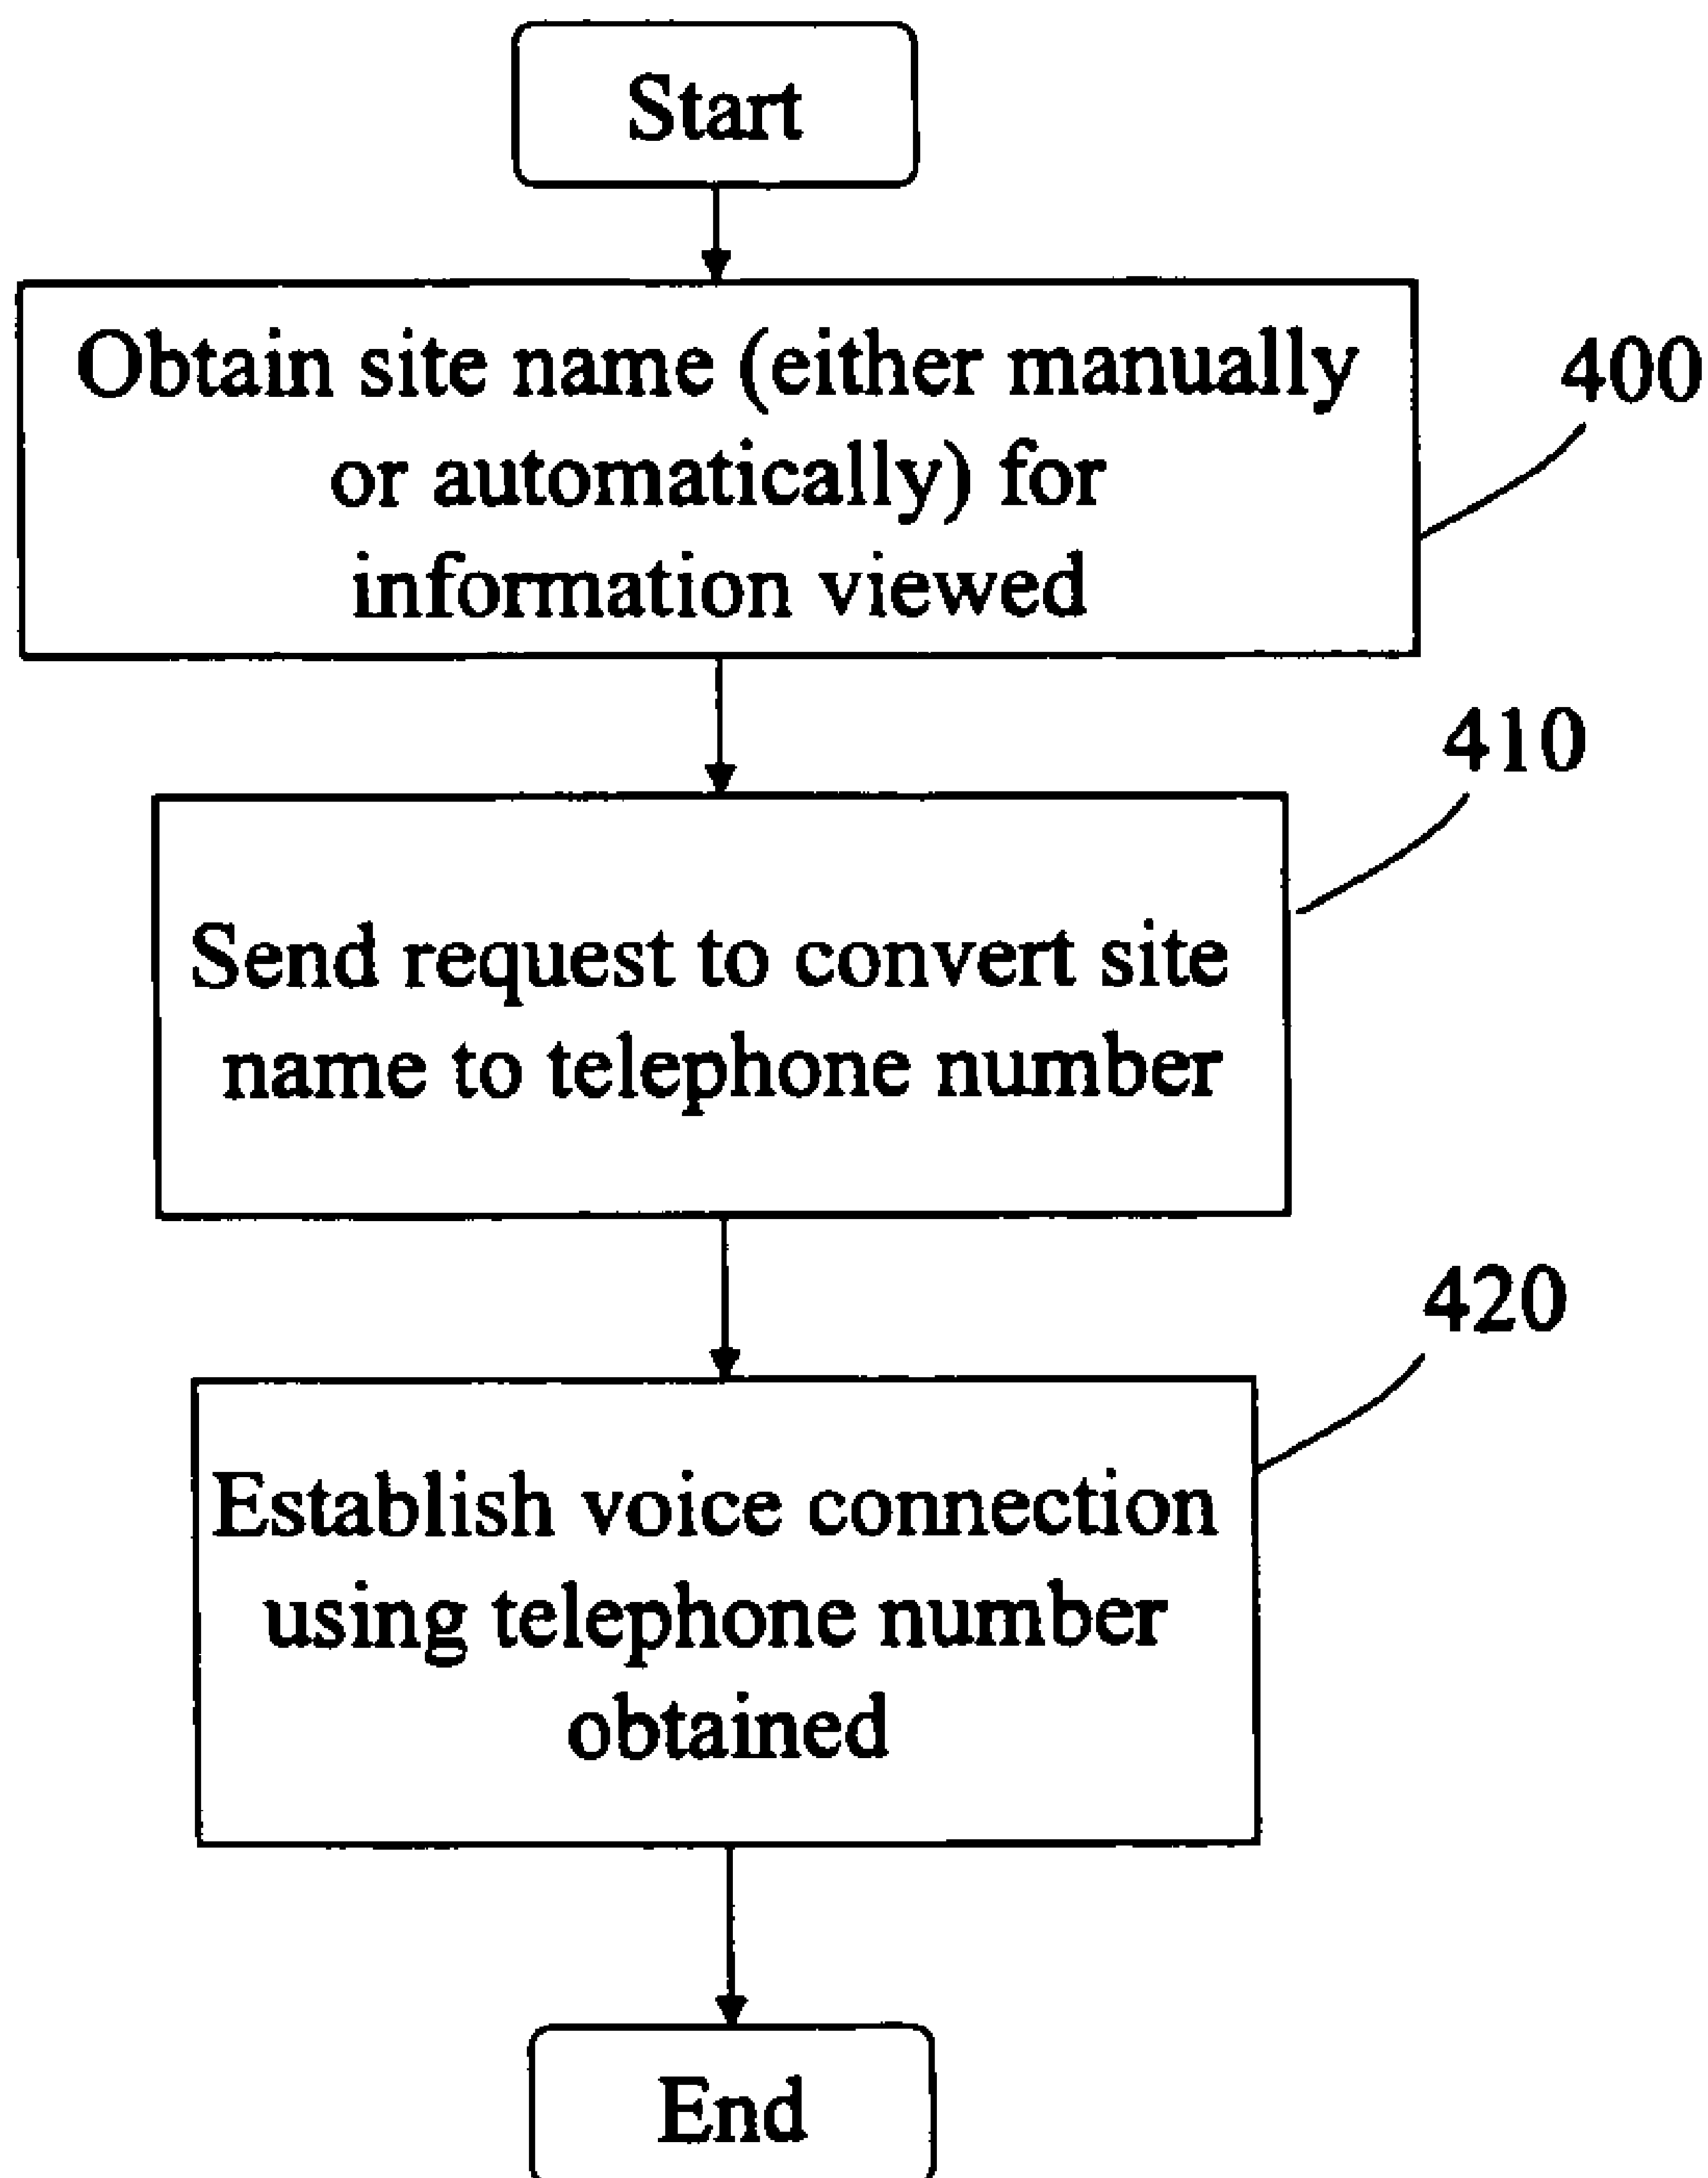 Start
Obtain site name (either manually
or automatically) for
information viewed
400
410
Send request to convert site
name to telephone number
420
Establish voice connection
using telephone number
obtained
End